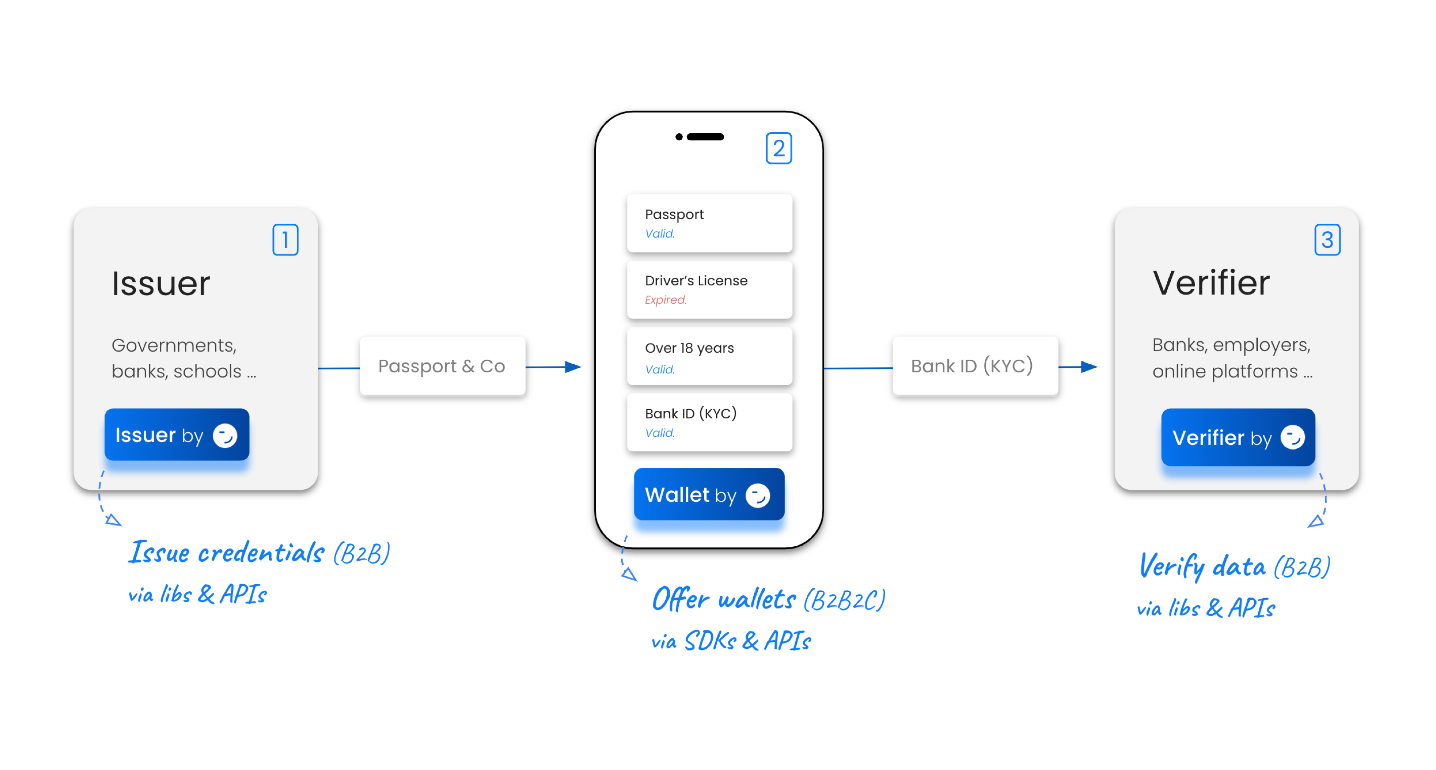 1
Issuer
Governments,
banks, schools ...
Issuer by
Issue credentials (B2B)
via libs & APIs
Passport & Co
2
Passport
Valid.
Driver's License
Expired.
Over 18 years
Valid.
Bank ID (KYC)
Valid.
Wallet by
Offer wallets (B2B2C)
via SDKs & APIs
Bank ID (KYC)
3
Verifier
Banks, employers,
online platforms ...
Verifier by
Verify data (B2B)
via libs & APIs